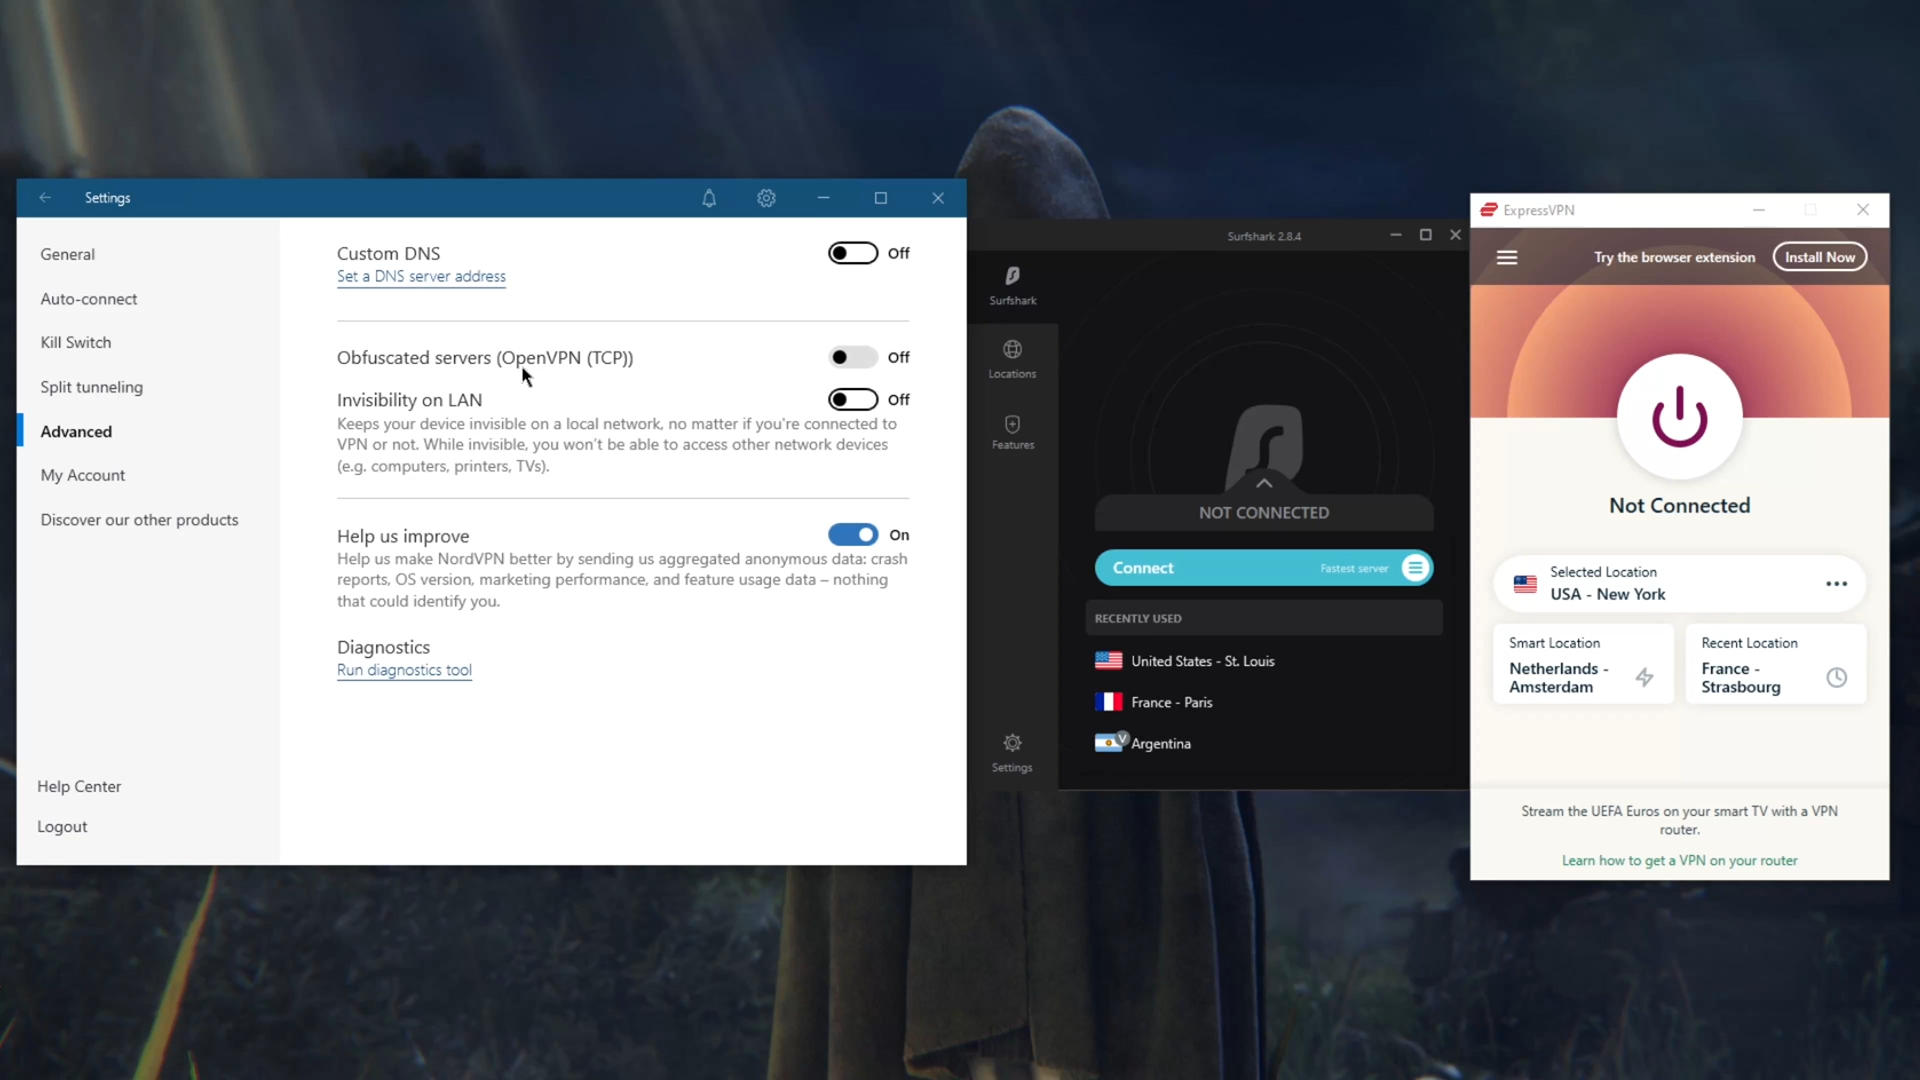 Settings
General
Auto-connect
Kill Switch
Split tunneling
Advanced
My Account
Discover our other products
Help Center
Logout
Custom DNS
Off
Set a DNS server address
Obfuscated servers (OpenVPN (TCP))
Off
Invisibility on LAN
Off
Keeps your device invisible on a local network, no matter if you're connected to
VPN or not. While invisible, you won't be able to access other network devices
(e.g. computers, printers, TVs).
Help us improve
On
Help us make NordVPN better by sending us aggregated anonymous data: crash
reports, OS version, marketing performance, and feature usage data – nothing
that could identify you.
Diagnostics
Run diagnostics tool
Surfshark 2.8.4
Surfshark
Locations
Features
Settings
NOT CONNECTED
Connect
Fastest server
RECENTLY USED
United States - St. Louis
France - Paris
V
Argentina
ExpressVPN
Try the browser extension
Install Now
Not Connected
Selected Location
USA - New York
Smart Location
Netherlands -
Amsterdam
Recent Location
France -
Strasbourg
Stream the UEFA Euros on your smart TV with a VPN
router.
Learn how to get a VPN on your router